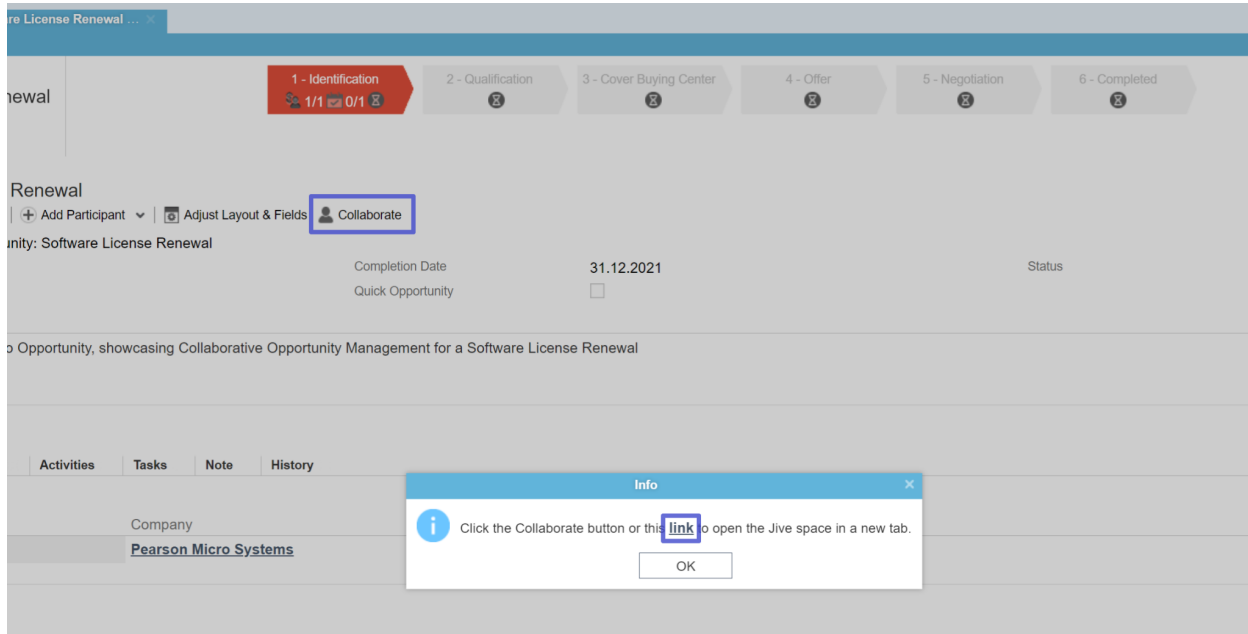 re License Renewal ...
newal
1 - Identification
1/1 0/1
2 - Qualification
3 - Cover Buying Center
4 - Offer
5 - Negotiation
6 - Completed
Renewal
Add Participant
Adjust Layout & Fields
Collaborate
unity: Software License Renewal
Completion Date
31.12.2021
Status
Quick Opportunity
o Opportunity, showcasing Collaborative Opportunity Management for a Software License Renewal
Activities
Tasks
Note
History
Company
Pearson Micro Systems
Info
Click the Collaborate button or this link to open the Jive space in a new tab.
OK